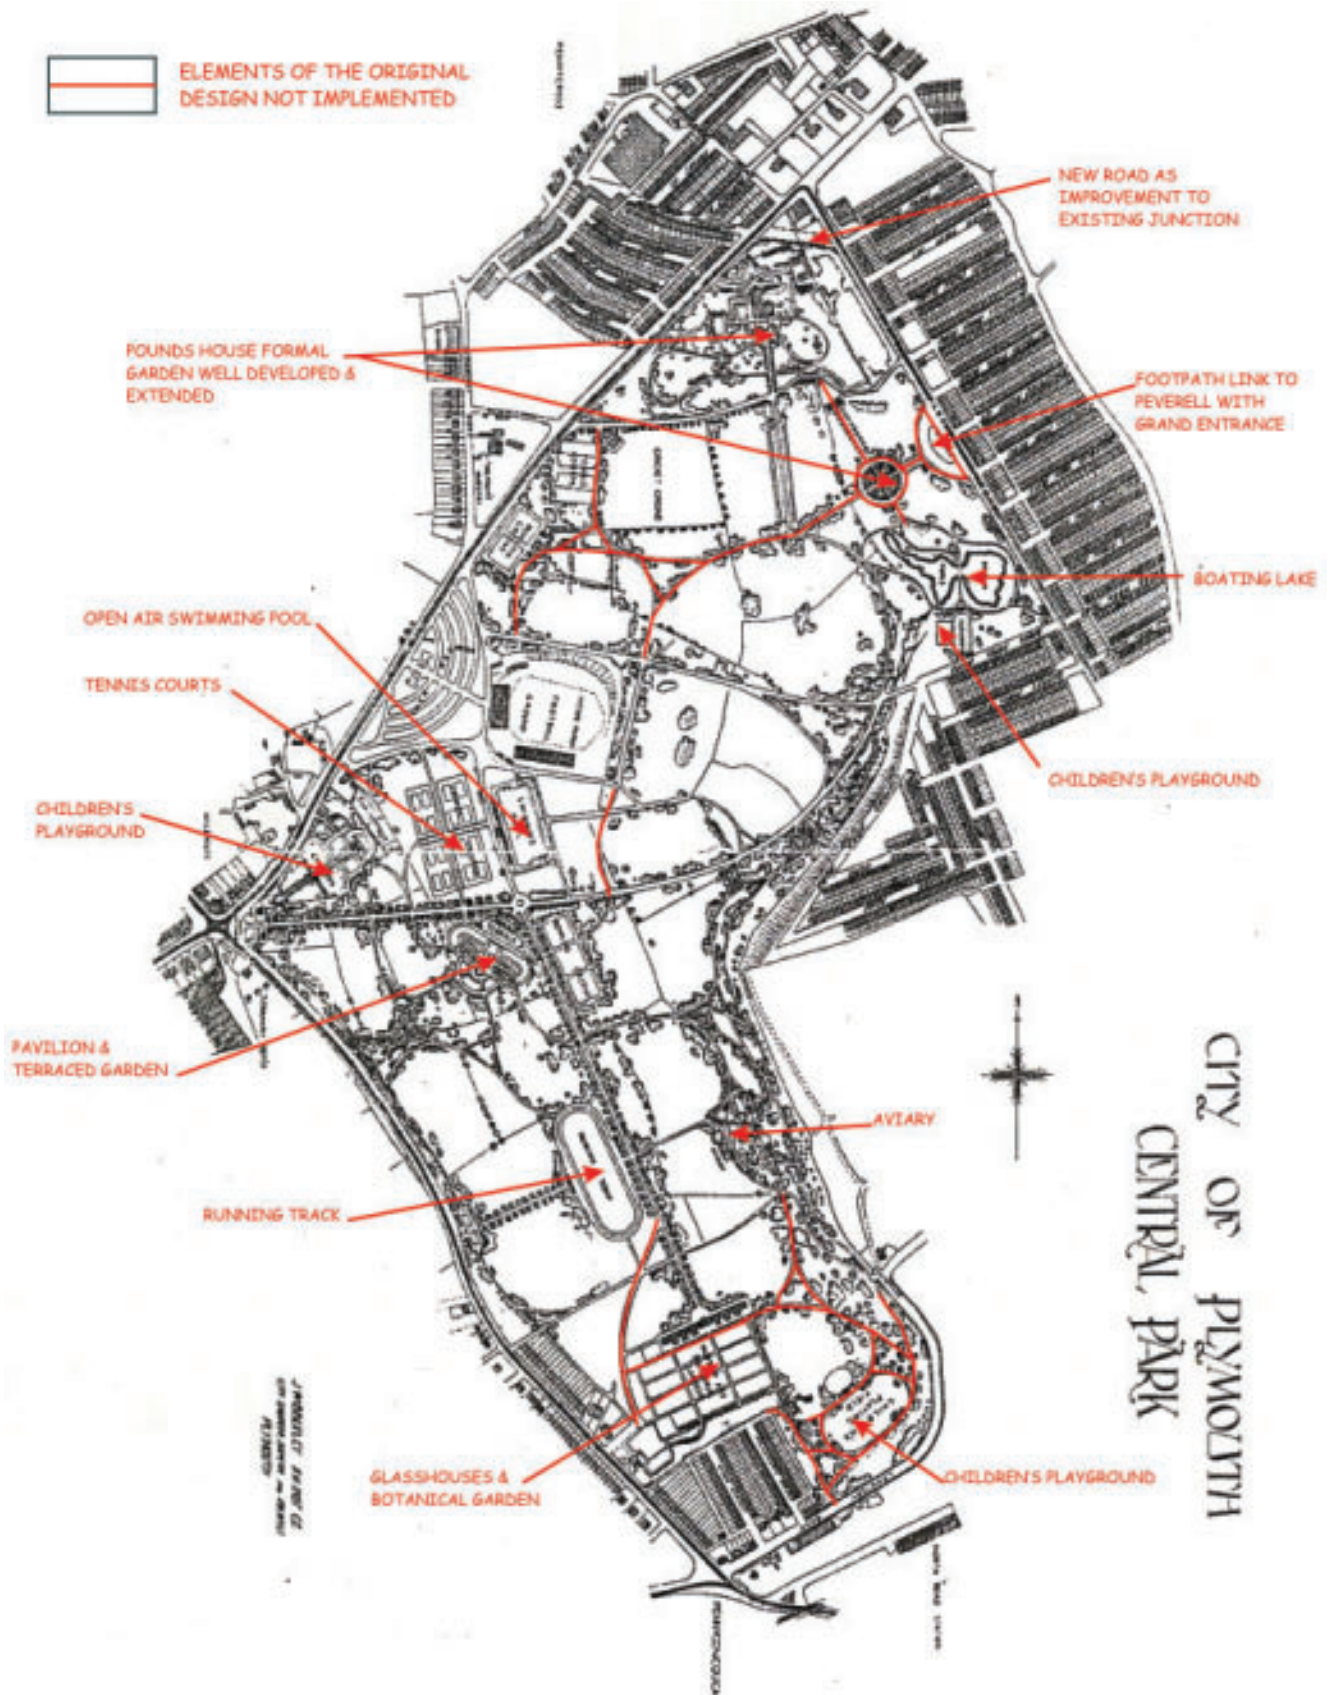 ELEMENTS OF THE ORIGINAL
DESIGN NOT IMPLEMENTED
NEW ROAD AS
IMPROVEMENT TO
EXISTING JUNCTION
POUNDS HOUSE FORMAL
GARDEN WELL DEVELOPED &
EXTENDED
FOOTPATH LINK TO
PEVERELL WITH
GRAND ENTRANCE
BOATING LAKE
OPEN AIR SWIMMING POOL
TENNIS COURTS
CHILDREN'S PLAYGROUND
CHILDREN'S
PLAYGROUND
PAVILION &
TERRACED GARDEN
AVIARY
RUNNING TRACK
GLASSHOUSES &
BOTANICAL GARDEN
CHILDREN'S PLAYGROUND
CITY OF PLYMOUTH
CENTRAL PARK